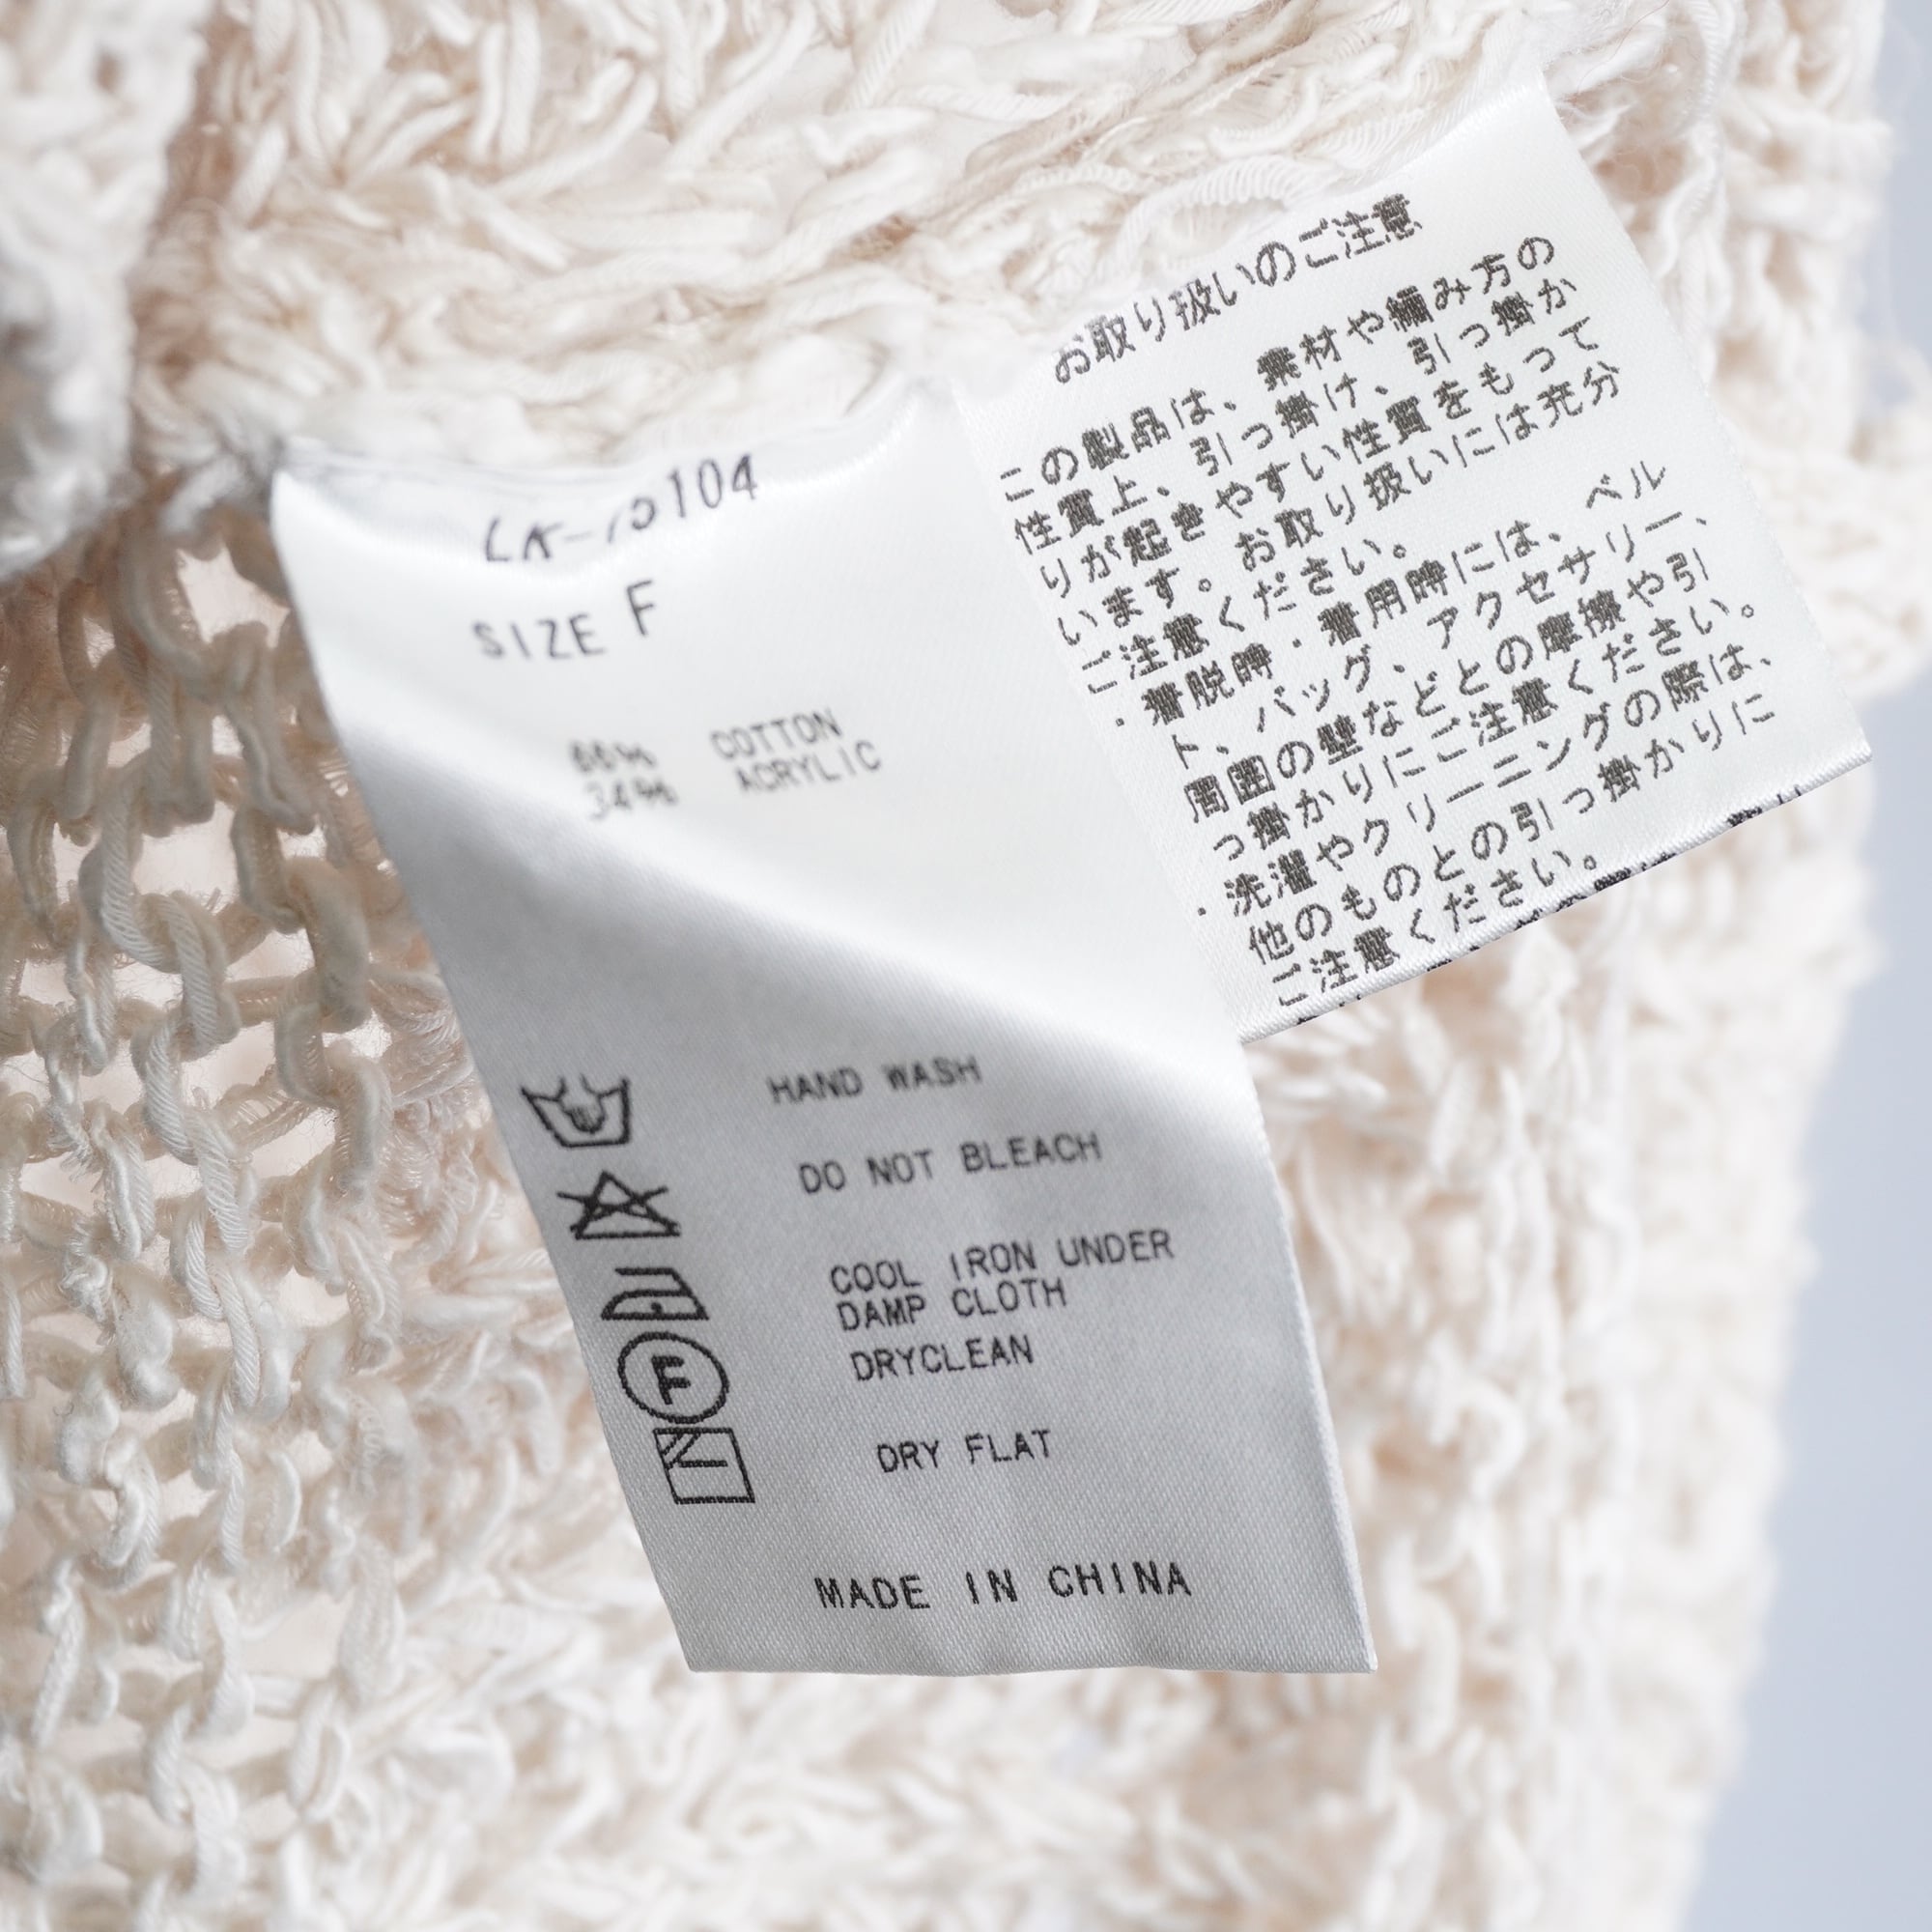 SIZE F
66% COTTON
34% ACRYLIC
HAND WASH
DO NOT BLEACH
COOL IRON UNDER
DAMP CLOTH
F
DRYCLEAN
DRY FLAT
MADE IN CHINA
お取り扱いのご注意
この製品は、素材や編み方の
性質上、引っ掛け、引っ掛か
りが起きやすい性質をもって
います。お取り扱いには充分
ご注意ください。
・着脱時・着用時には、ベル
ト、バッグ、アクセサリー、
周囲の壁などとの摩擦や引
っ掛かりにご注意ください。
・洗濯やクリーニングの際は、
他のものとの引っ掛かりに
ご注意ください。